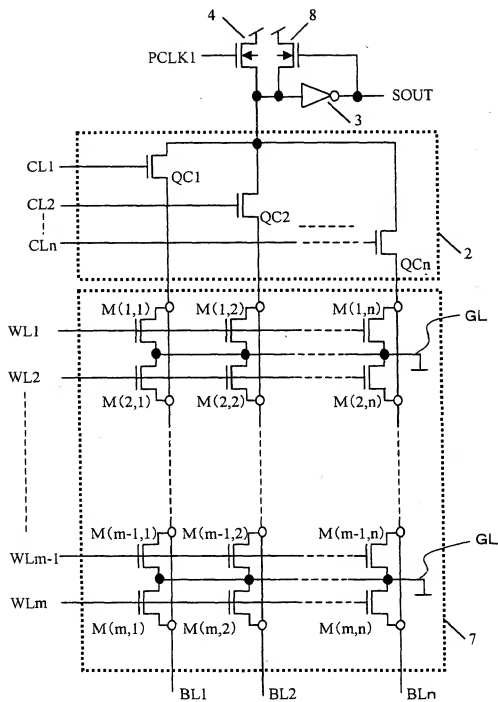 4
8
PCLK1
SOUT
3
CL1
QC1
CL2
QC2
CLn
QCn
2
M(1,1) M(1,2) M(1,n)
GL
WL1
WL2
M(2,1) M(2,2) M(2,n)
M(m-1,1) M(m-1,2) M(m-1,n)
GL
WLm-1
WLm
M(m,1) M(m,2) M(m,n)
7
BL1 BL2 BLn